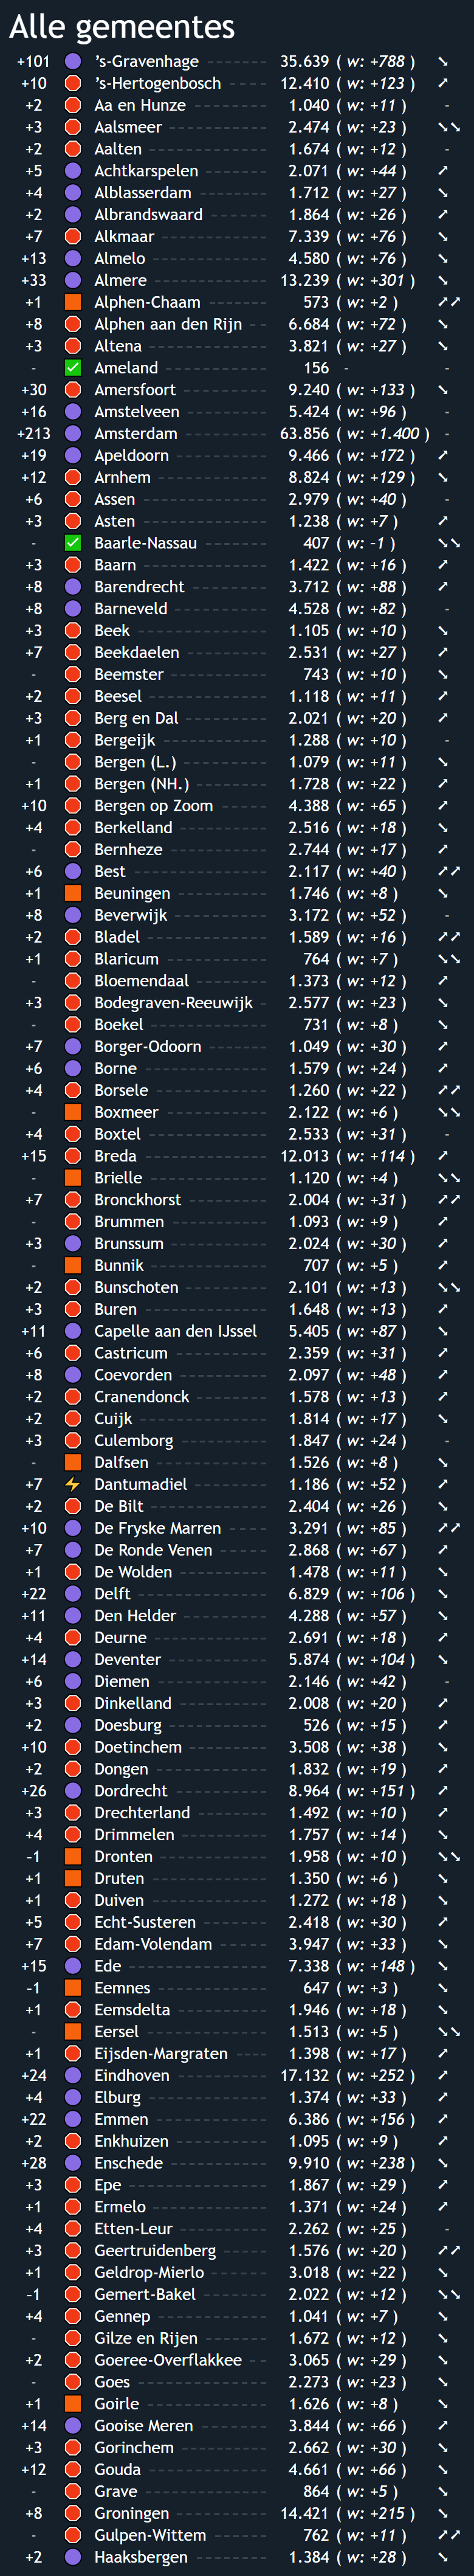 Alle gemeentes
+101 ’s-Gravenhage 35.639 ( w: +788 )
+10 ’s-Hertogenbosch 12.410 ( w: +123 )
+2 Aa en Hunze 1.040 ( w: +11 ) -
+3 Aalsmeer 2.474 ( w: +23 )
+2 Aalten 1.674 ( w: +12 ) -
+5 Achtkarspelen 2.071 ( w: +44 )
+4 Alblasserdam 1.712 ( w: +27 )
+2 Albrandswaard 1.864 ( w: +26 )
+7 Alkmaar 7.339 ( w: +76 )
+13 Almelo 4.580 ( w: +76 )
+33 Almere 13.239 ( w: +301 )
+1 Alphen-Chaam 573 ( w: +2 )
+8 Alphen aan den Rijn 6.684 ( w: +72 )
+3 Altena 3.821 ( w: +27 )
- Ameland 156 - -
+30 Amersfoort 9.240 ( w: +133 )
+16 Amstelveen 5.424 ( w: +96 ) -
+213 Amsterdam 63.856 ( w: +1.400 ) -
+19 Apeldoorn 9.466 ( w: +172 )
+12 Arnhem 8.824 ( w: +129 )
+6 Assen 2.979 ( w: +40 ) -
+3 Asten 1.238 ( w: +7 )
- Baarle-Nassau 407 ( w: -1 )
+3 Baarn 1.422 ( w: +16 )
+8 Barendrecht 3.712 ( w: +88 )
+8 Barneveld 4.528 ( w: +82 ) -
+3 Beek 1.105 ( w: +10 )
+7 Beekdaelen 2.531 ( w: +27 )
- Beemster 743 ( w: +10 )
+2 Beesel 1.118 ( w: +11 )
+3 Berg en Dal 2.021 ( w: +20 )
+1 Bergeijk 1.288 ( w: +10 ) -
- Bergen (L.) 1.079 ( w: +11 )
+1 Bergen (NH.) 1.728 ( w: +22 )
+10 Bergen op Zoom 4.388 ( w: +65 )
+4 Berkelland 2.516 ( w: +18 )
- Bernheze 2.744 ( w: +17 )
+6 Best 2.117 ( w: +40 )
+1 Beuningen 1.746 ( w: +8 )
+8 Beverwijk 3.172 ( w: +52 ) -
+2 Bladel 1.589 ( w: +16 )
+1 Blaricum 764 ( w: +7 )
- Bloemendaal 1.373 ( w: +12 )
+3 Bodegraven-Reeuwijk 2.577 ( w: +23 )
- Boekel 731 ( w: +8 )
+7 Borger-Odoorn 1.049 ( w: +30 )
+6 Borne 1.579 ( w: +24 )
+4 Borsele 1.260 ( w: +22 )
- Boxmeer 2.122 ( w: +6 )
+4 Boxtel 2.533 ( w: +31 ) -
+15 Breda 12.013 ( w: +114 )
- Brielle 1.120 ( w: +4 )
+7 Bronckhorst 2.004 ( w: +31 )
- Brummen 1.093 ( w: +9 )
+3 Brunssum 2.024 ( w: +30 )
- Bunnik 707 ( w: +5 )
+2 Bunschoten 2.101 ( w: +13 )
+3 Buren 1.648 ( w: +13 )
+11 Capelle aan den IJssel 5.405 ( w: +87 )
+6 Castricum 2.359 ( w: +31 )
+8 Coevorden 2.097 ( w: +48 )
+2 Cranendonck 1.578 ( w: +13 )
+2 Cuijk 1.814 ( w: +17 )
+3 Culemborg 1.847 ( w: +24 ) -
- Dalfsen 1.526 ( w: +8 )
+7 Dantumadiel 1.186 ( w: +52 )
+2 De Bilt 2.404 ( w: +26 )
+10 De Fryske Marren 3.291 ( w: +85 )
+7 De Ronde Venen 2.868 ( w: +67 )
+1 De Wolden 1.478 ( w: +11 )
+22 Delft 6.829 ( w: +106 )
+11 Den Helder 4.288 ( w: +57 )
+4 Deurne 2.691 ( w: +18 )
+14 Deventer 5.874 ( w: +104 )
+6 Diemen 2.146 ( w: +42 ) -
+3 Dinkelland 2.008 ( w: +20 )
+2 Doesburg 526 ( w: +15 )
+10 Doetinchem 3.508 ( w: +38 )
+2 Dongen 1.832 ( w: +19 )
+26 Dordrecht 8.964 ( w: +151 )
+3 Drechterland 1.492 ( w: +10 )
+4 Drimmelen 1.757 ( w: +14 )
-1 Dronten 1.958 ( w: +10 )
+1 Druten 1.350 ( w: +6 )
+1 Duiven 1.272 ( w: +18 )
+5 Echt-Susteren 2.418 ( w: +30 )
+7 Edam-Volendam 3.947 ( w: +33 )
+15 Ede 7.338 ( w: +148 )
-1 Eemnes 647 ( w: +3 )
+1 Eemsdelta 1.946 ( w: +18 )
- Eersel 1.513 ( w: +5 )
+1 Eijsden-Margraten 1.398 ( w: +17 )
+24 Eindhoven 17.132 ( w: +252 )
+4 Elburg 1.374 ( w: +33 )
+22 Emmen 6.386 ( w: +156 )
+2 Enkhuizen 1.095 ( w: +9 )
+28 Enschede 9.910 ( w: +238 )
+3 Epe 1.867 ( w: +29 )
+1 Ermelo 1.371 ( w: +24 )
+4 Etten-Leur 2.262 ( w: +25 ) -
+3 Geertruidenberg 1.576 ( w: +20 )
+1 Geldrop-Mierlo 3.018 ( w: +22 )
-1 Gemert-Bakel 2.022 ( w: +12 )
+4 Gennep 1.041 ( w: +7 )
- Gilze en Rijen 1.672 ( w: +12 )
+2 Goeree-Overflakkee 3.065 ( w: +29 )
- Goes 2.273 ( w: +23 )
+1 Goirle 1.626 ( w: +8 )
+14 Gooise Meren 3.844 ( w: +66 )
+3 Gorinchem 2.662 ( w: +30 )
+12 Gouda 4.661 ( w: +66 )
- Grave 864 ( w: +5 )
+8 Groningen 14.421 ( w: +215 )
- Gulpen-Wittem 762 ( w: +11 )
+2 Haaksbergen 1.384 ( w: +28 )